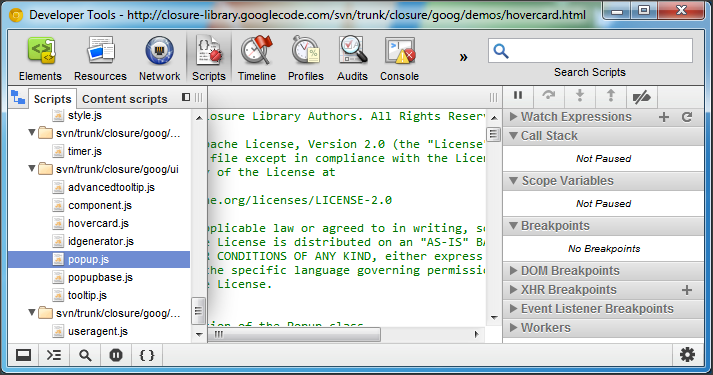 Developer Tools - http://closure-library.googlecode.com/svn/trunk/closure/goog/demos/hovercard.html
Elements Resources Network Scripts Timeline Profiles Audits Console » Search Scripts
Scripts Content scripts
style.js
svn/trunk/closure/goog/...
timer.js
svn/trunk/closure/goog/ui
advancedtooltip.js
component.js
hovercard.js
idgenerator.js
popup.js
popupbase.js
tooltip.js
svn/trunk/closure/goog/...
useragent.js
losure Library Authors. All Rights Reser
pache License, Version 2.0 (the "License"
file except in compliance with the Licen
y of the License at
he.org/licenses/LICENSE-2.0
pplicable law or agreed to in writing, so
e License is distributed on an "AS-IS" BA
R CONDITIONS OF ANY KIND, either express
the specific language governing permissio
e License.
ion of the Popup class.
Watch Expressions
Call Stack
Not Paused
Scope Variables
Not Paused
Breakpoints
No Breakpoints
DOM Breakpoints
XHR Breakpoints
Event Listener Breakpoints
Workers